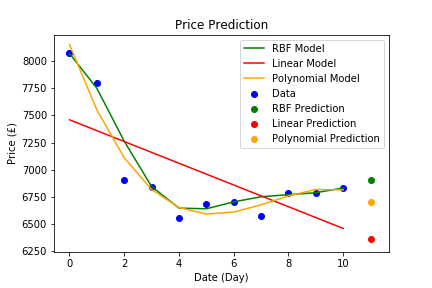 Price Prediction
RBF Model
Linear Model
Polynomial Model
Data
RBF Prediction
Linear Prediction
Polynomial Prediction
8000
7750
7500
7250
7000
6750
6500
6250
Price (£)
0 2 4 6 8 10
Date (Day)